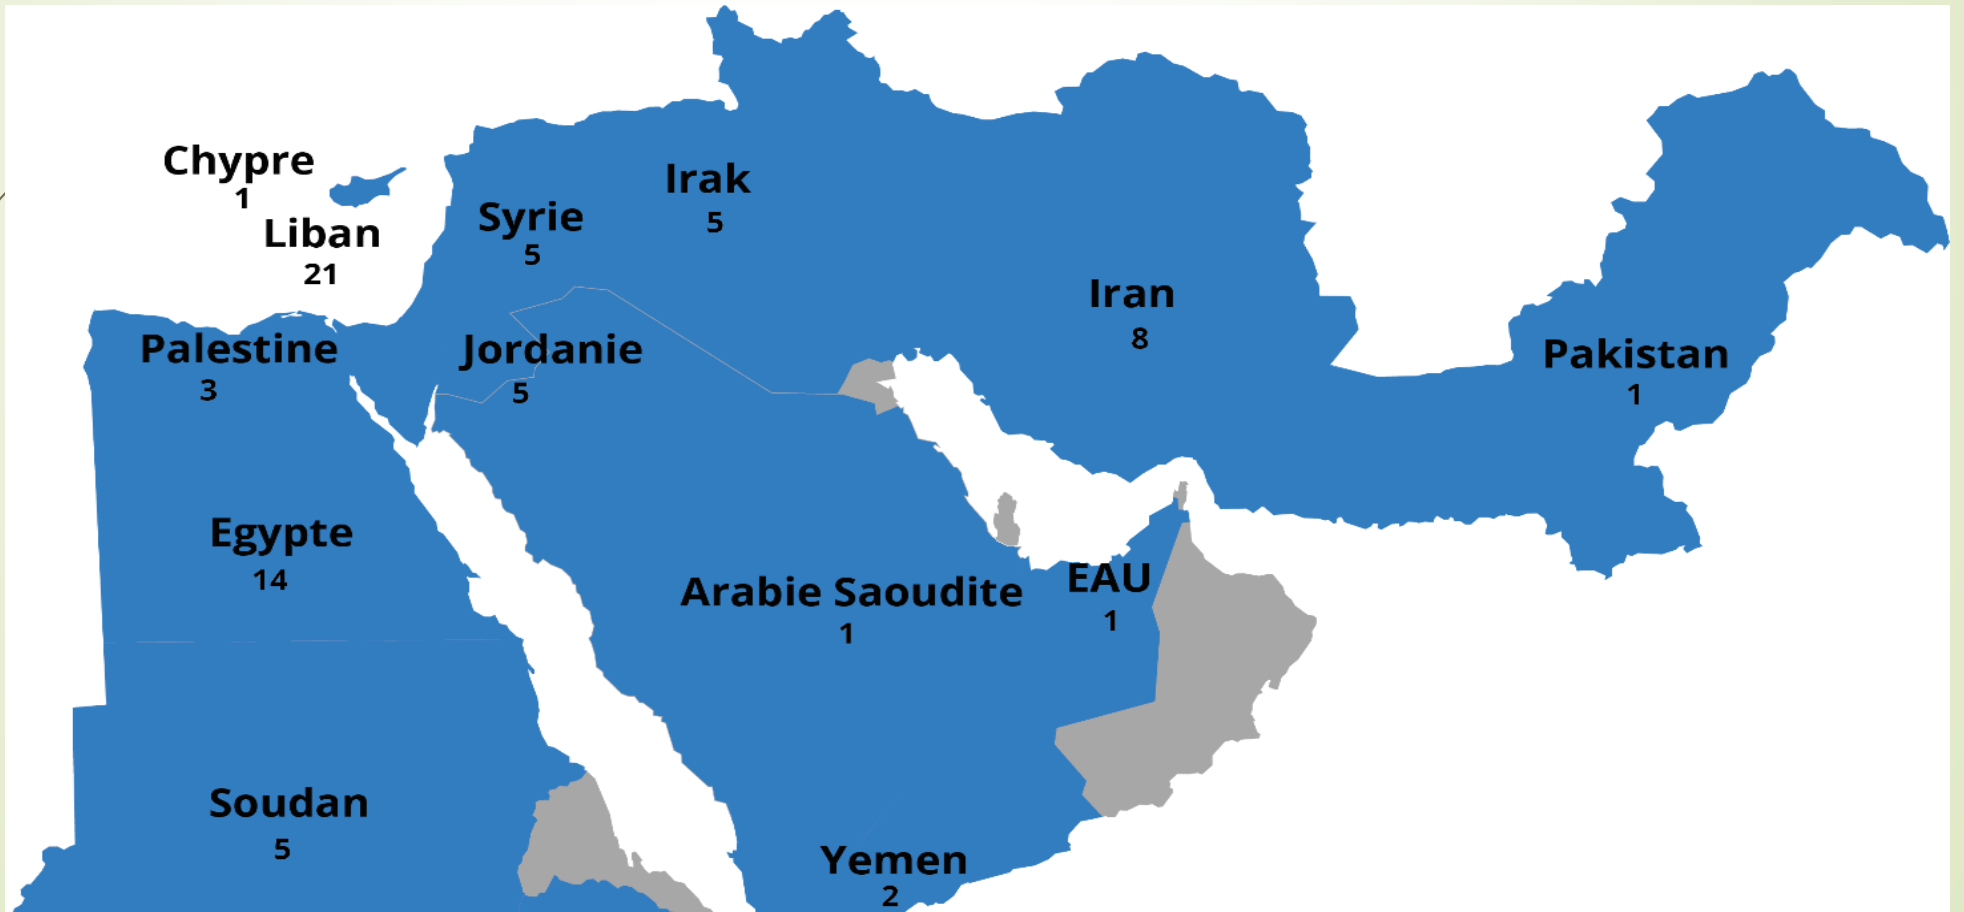 Chypre
1
Liban
21
Syrie
5
Irak
5
Iran
8
Palestine
3
Jordanie
5
Pakistan
1
Egypte
14
Arabie Saoudite
1
EAU
1
Soudan
5
Yemen
2